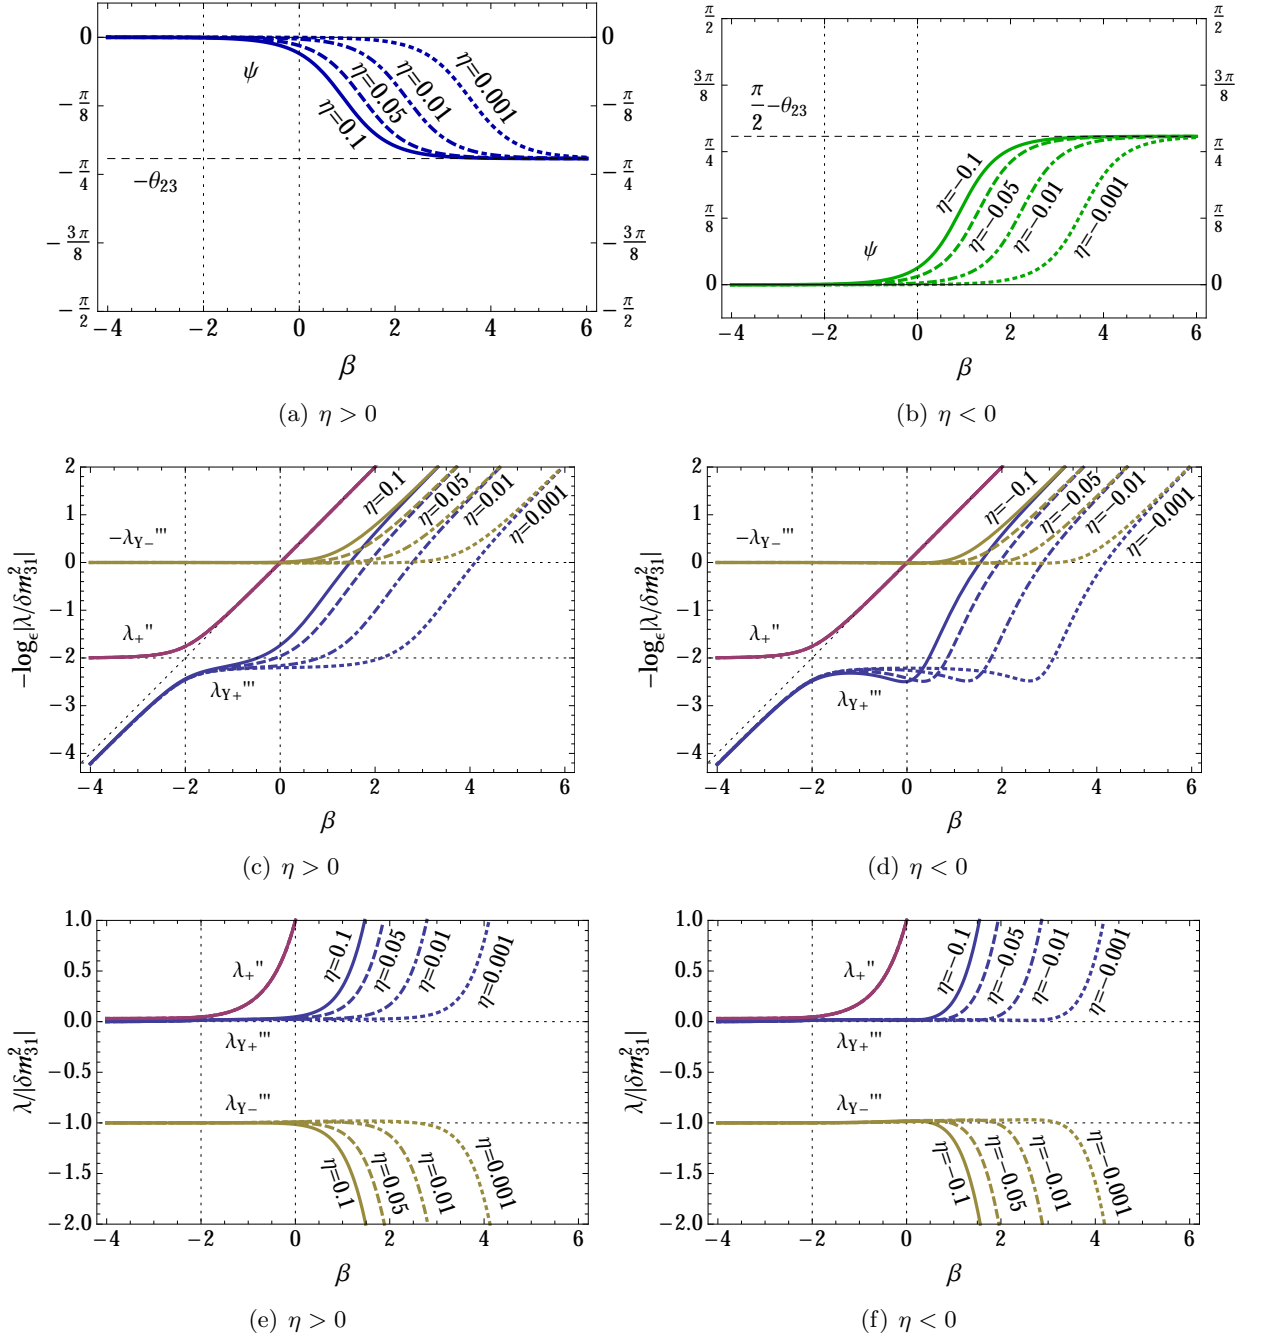 0
−π/8
−π/4
−3π/8
−π/2
0
−π/8
−π/4
−3π/8
−π/2
ψ
η=0.1
η=0.05
η=0.01
η=0.001
−θ23
−4 −2 0 2 4 6
β
(a) η > 0
π/2
3π/8
π/4
π/8
0
π/2
3π/8
π/4
π/8
0
π/2−θ23
ψ
η=−0.1
η=−0.05
η=−0.01
η=−0.001
−4 −2 0 2 4 6
β
(b) η < 0
−logϵ|λ/δm²31|
2
1
0
−1
−2
−3
−4
−λY−'''
λ+''
λY+'''
η=0.1
η=0.05
η=0.01
η=0.001
−4 −2 0 2 4 6
β
(c) η > 0
−logϵ|λ/δm²31|
2
1
0
−1
−2
−3
−4
−λY−'''
λ+''
λY+'''
η=−0.1
η=−0.05
η=−0.01
η=−0.001
−4 −2 0 2 4 6
β
(d) η < 0
λ/|δm²31|
1.0
0.5
0.0
−0.5
−1.0
−1.5
−2.0
λ+''
λY+'''
λY−'''
η=0.1
η=0.05
η=0.01
η=0.001
η=0.1
η=0.05
η=0.01
η=0.001
−4 −2 0 2 4 6
β
(e) η > 0
λ/|δm²31|
1.0
0.5
0.0
−0.5
−1.0
−1.5
−2.0
λ+''
λY+'''
λY−'''
η=−0.1
η=−0.05
η=−0.01
η=−0.001
η=−0.1
η=−0.05
η=−0.01
η=−0.001
−4 −2 0 2 4 6
β
(f) η < 0